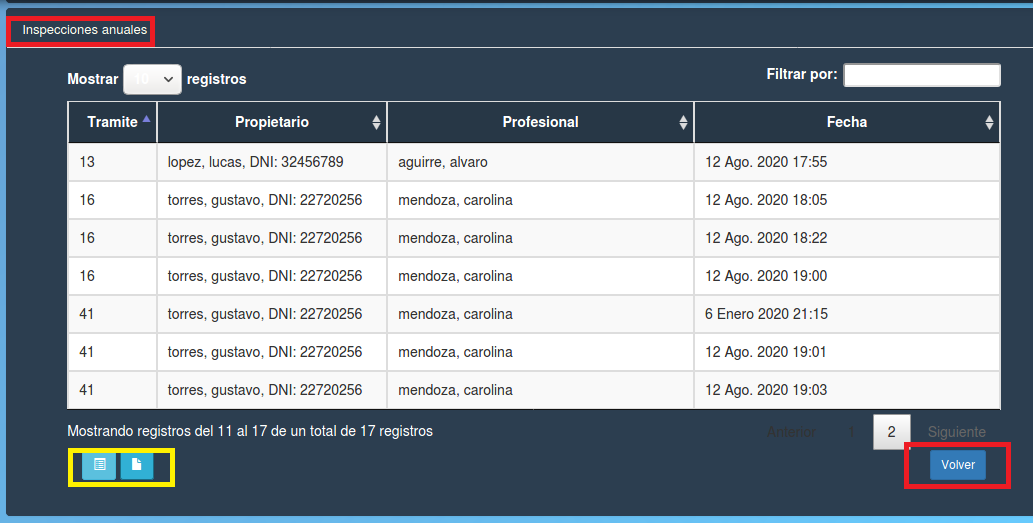 Inspecciones anuales
Mostrar 10 registros
Filtrar por:
Tramite Propietario Profesional Fecha
13 lopez, lucas, DNI: 32456789 aguirre, alvaro 12 Ago. 2020 17:55
16 torres, gustavo, DNI: 22720256 mendoza, carolina 12 Ago. 2020 18:05
16 torres, gustavo, DNI: 22720256 mendoza, carolina 12 Ago. 2020 18:22
16 torres, gustavo, DNI: 22720256 mendoza, carolina 12 Ago. 2020 19:00
41 torres, gustavo, DNI: 22720256 mendoza, carolina 6 Enero 2020 21:15
41 torres, gustavo, DNI: 22720256 mendoza, carolina 12 Ago. 2020 19:01
41 torres, gustavo, DNI: 22720256 mendoza, carolina 12 Ago. 2020 19:03
Mostrando registros del 11 al 17 de un total de 17 registros
Anterior 1 2 Siguiente
Volver